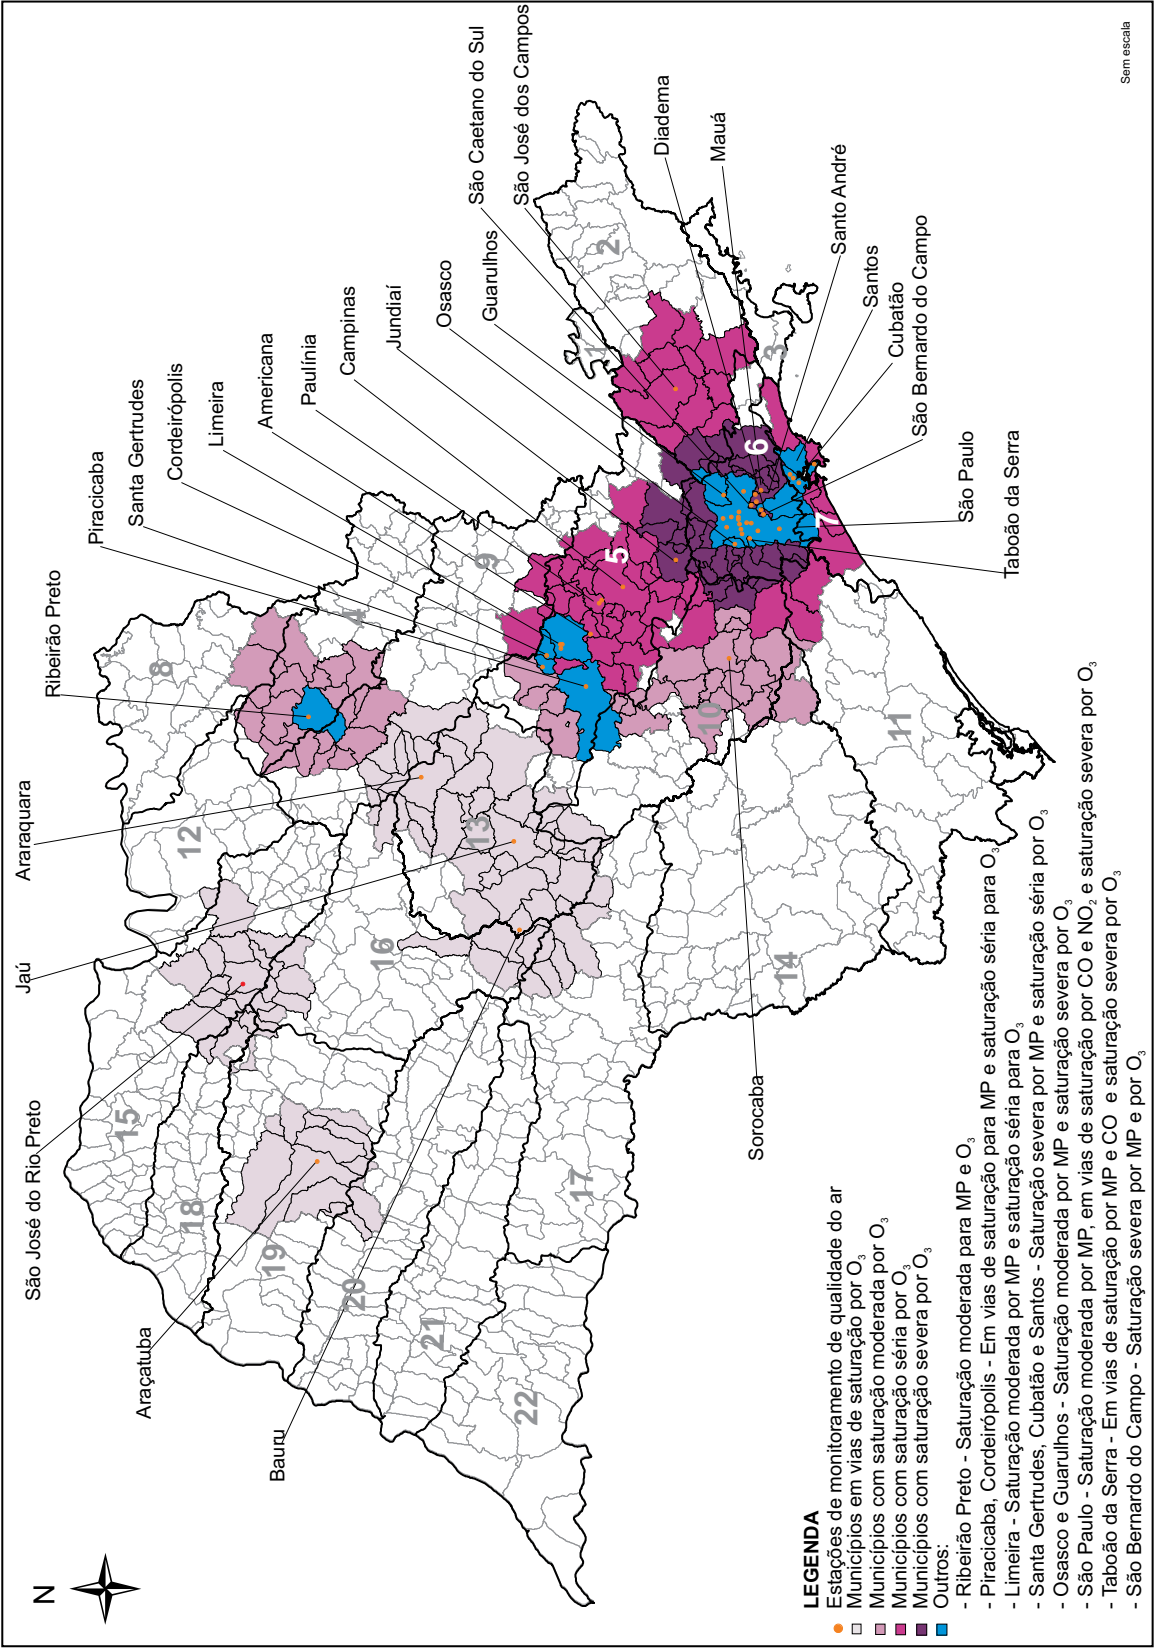 N
São José do Rio Preto
Jaú
Araraquara
Ribeirão Preto
Piracicaba
Santa Gertrudes
Cordeirópolis
Limeira
Americana
Paulínia
Campinas
Jundiaí
Osasco
Guarulhos
São Caetano do Sul
São José dos Campos
Diadema
Mauá
Santo André
Santos
Cubatão
São Bernardo do Campo
São Paulo
Taboão da Serra
Sorocaba
Bauru
Araçatuba
1
2
3
4
5
6
7
8
9
10
11
12
13
14
15
16
17
18
19
20
21
22
LEGENDA
Estações de monitoramento de qualidade do ar
Municípios em vias de saturação por O₃
Municípios com saturação moderada por O₃
Municípios com saturação séria por O₃
Municípios com saturação severa por O₃
Outros:
- Ribeirão Preto - Saturação moderada para MP e O₃
- Piracicaba, Cordeirópolis - Em vias de saturação para MP e saturação séria para O₃
- Limeira - Saturação moderada por MP e saturação séria para O₃
- Santa Gertrudes, Cubatão e Santos - Saturação severa por MP e saturação séria por O₃
- Osasco e Guarulhos - Saturação moderada por MP e saturação severa por O₃
- São Paulo - Saturação moderada por MP, em vias de saturação por CO e NO₂ e saturação severa por O₃
- Taboão da Serra - Em vias de saturação por MP e CO e saturação severa por O₃
- São Bernardo do Campo - Saturação severa por MP e por O₃
Sem escala